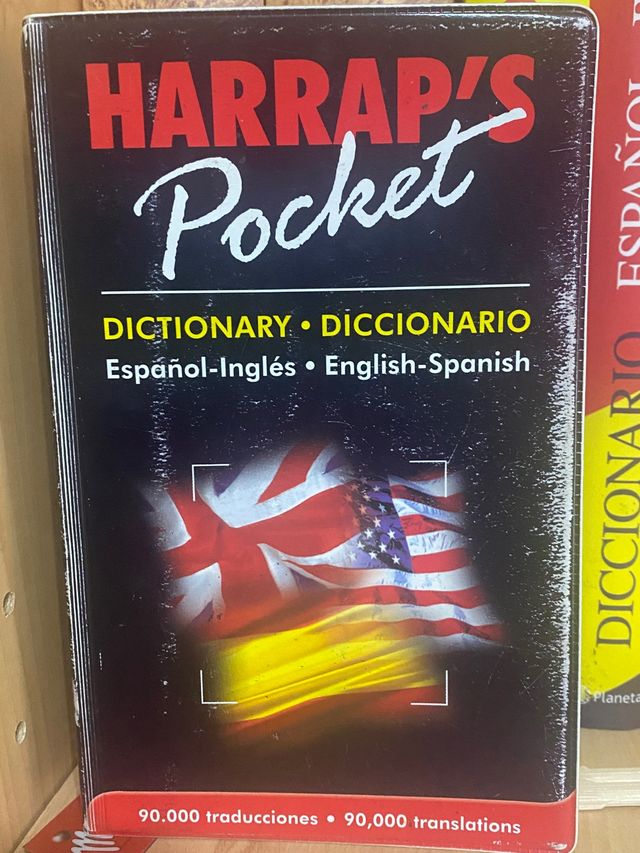 HARRAP'S
Pocket
DICTIONARY • DICCIONARIO
Español-Inglés • English-Spanish
90.000 traducciones • 90,000 translations
DICCIONARIO ESPAÑOL
Planeta